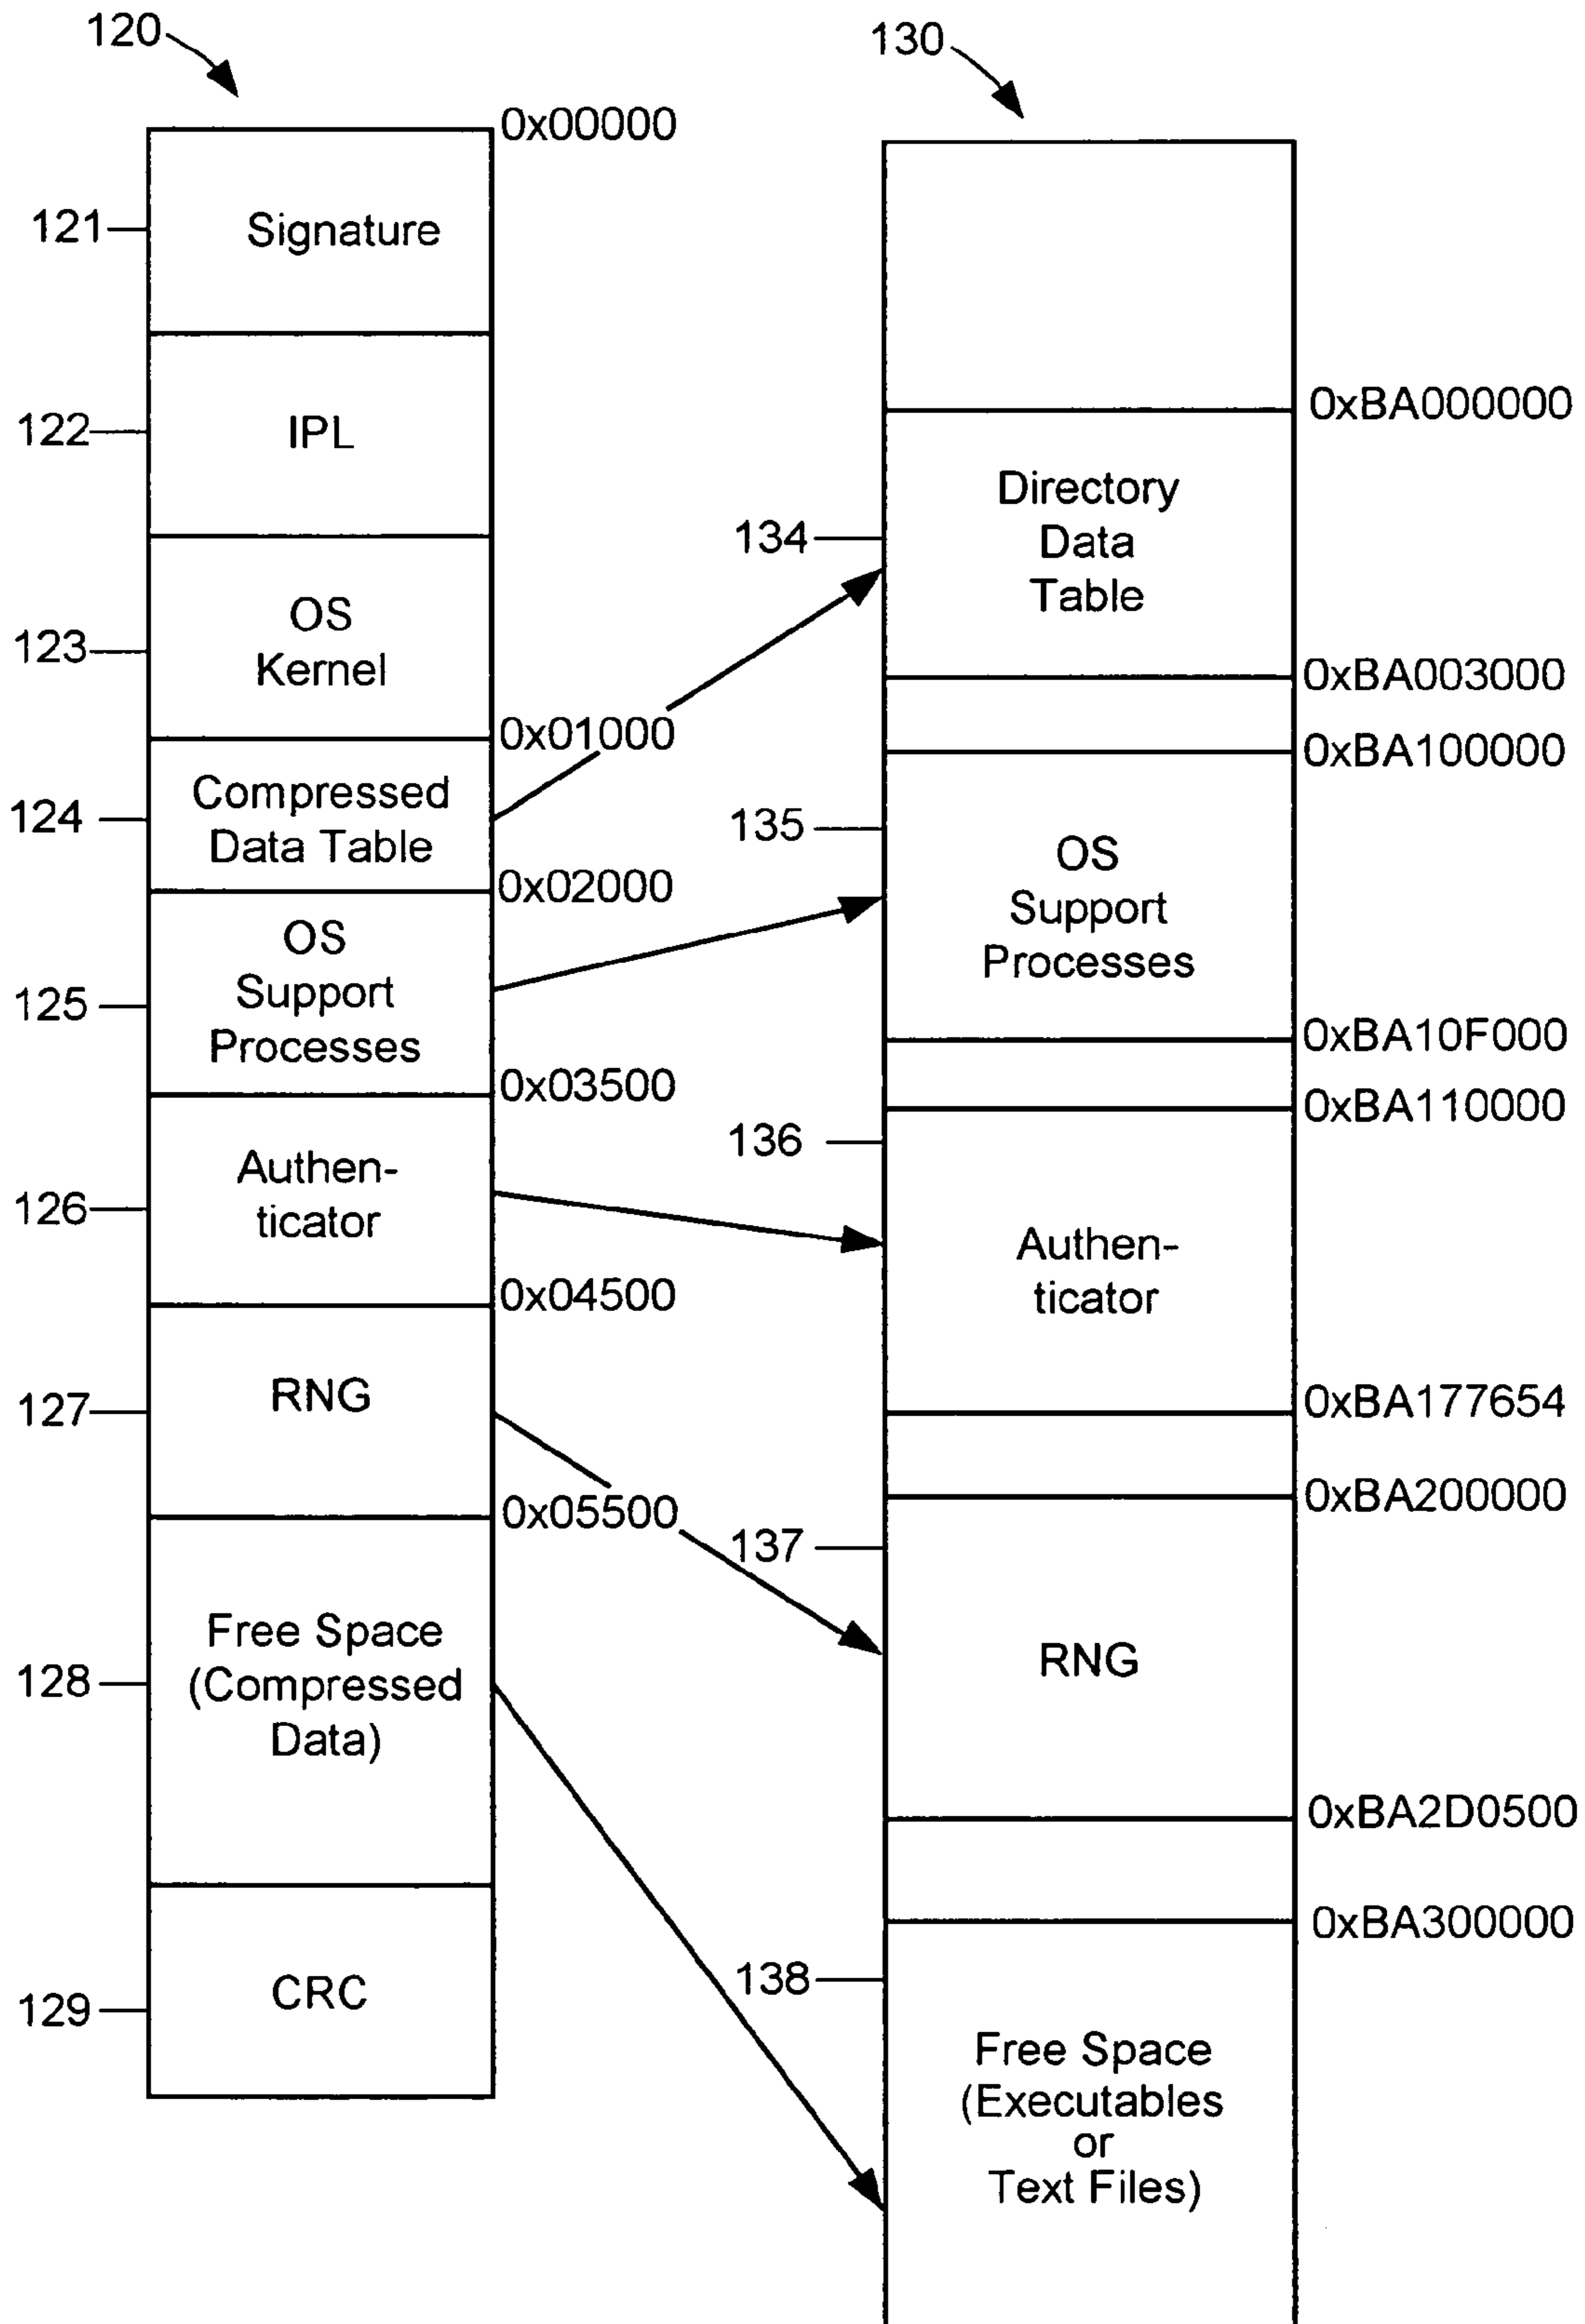 120
130
0x00000
121
Signature
122
IPL
123
OS
Kernel
0x01000
124
Compressed
Data Table
0x02000
125
OS
Support
Processes
0x03500
126
Authen-
ticator
0x04500
127
RNG
0x05500
128
Free Space
(Compressed
Data)
129
CRC
0xBA000000
134
Directory
Data
Table
0xBA003000
0xBA100000
135
OS
Support
Processes
0xBA10F000
0xBA110000
136
Authen-
ticator
0xBA177654
0xBA200000
137
RNG
0xBA2D0500
0xBA300000
138
Free Space
(Executables
or
Text Files)